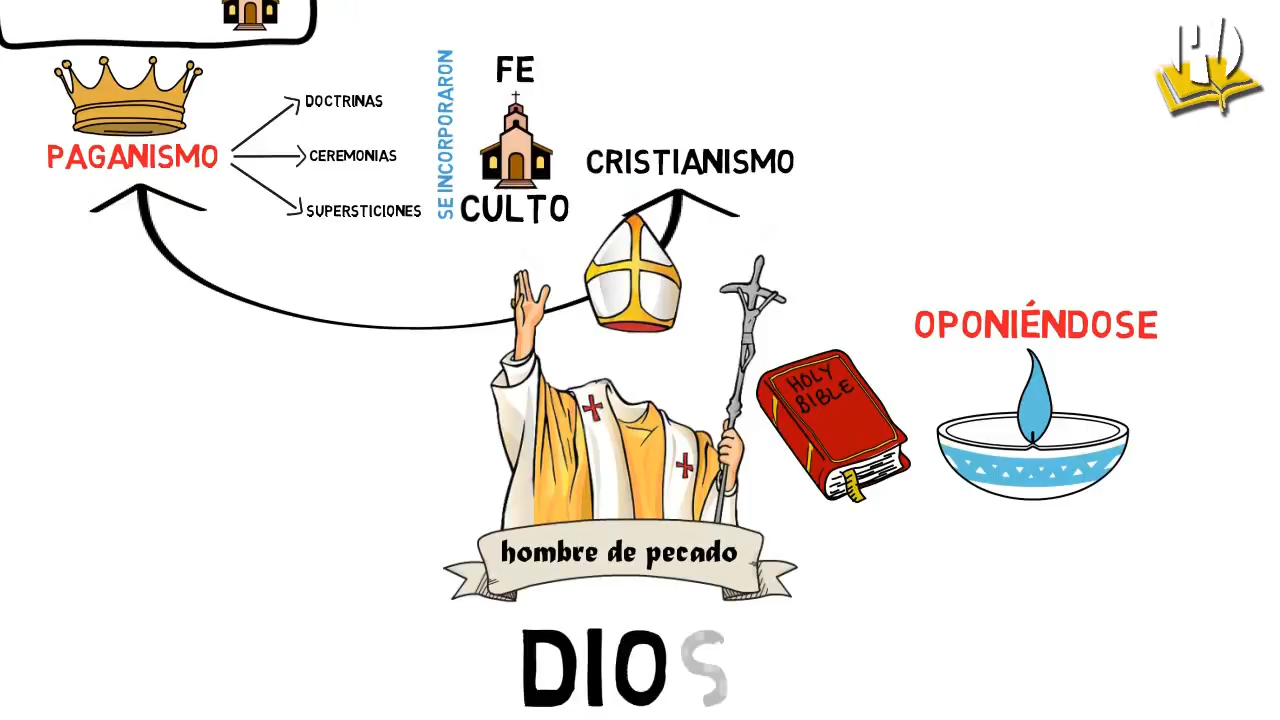 PAGANISMO
DOCTRINAS
CEREMONIAS
SUPERSTICIONES
SE INCORPORARON
FE
CULTO
CRISTIANISMO
HOLY
BIBLE
OPONIÉNDOSE
hombre de pecado
DIOS